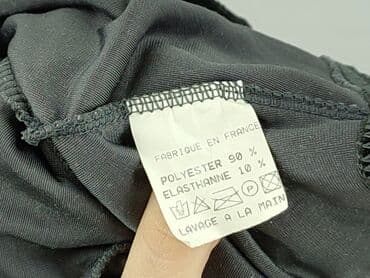 FABRIQUE EN FRANCE
POLYESTER 90 %
ELASTHANNE 10 %
P
LAVAGE A LA MAIN